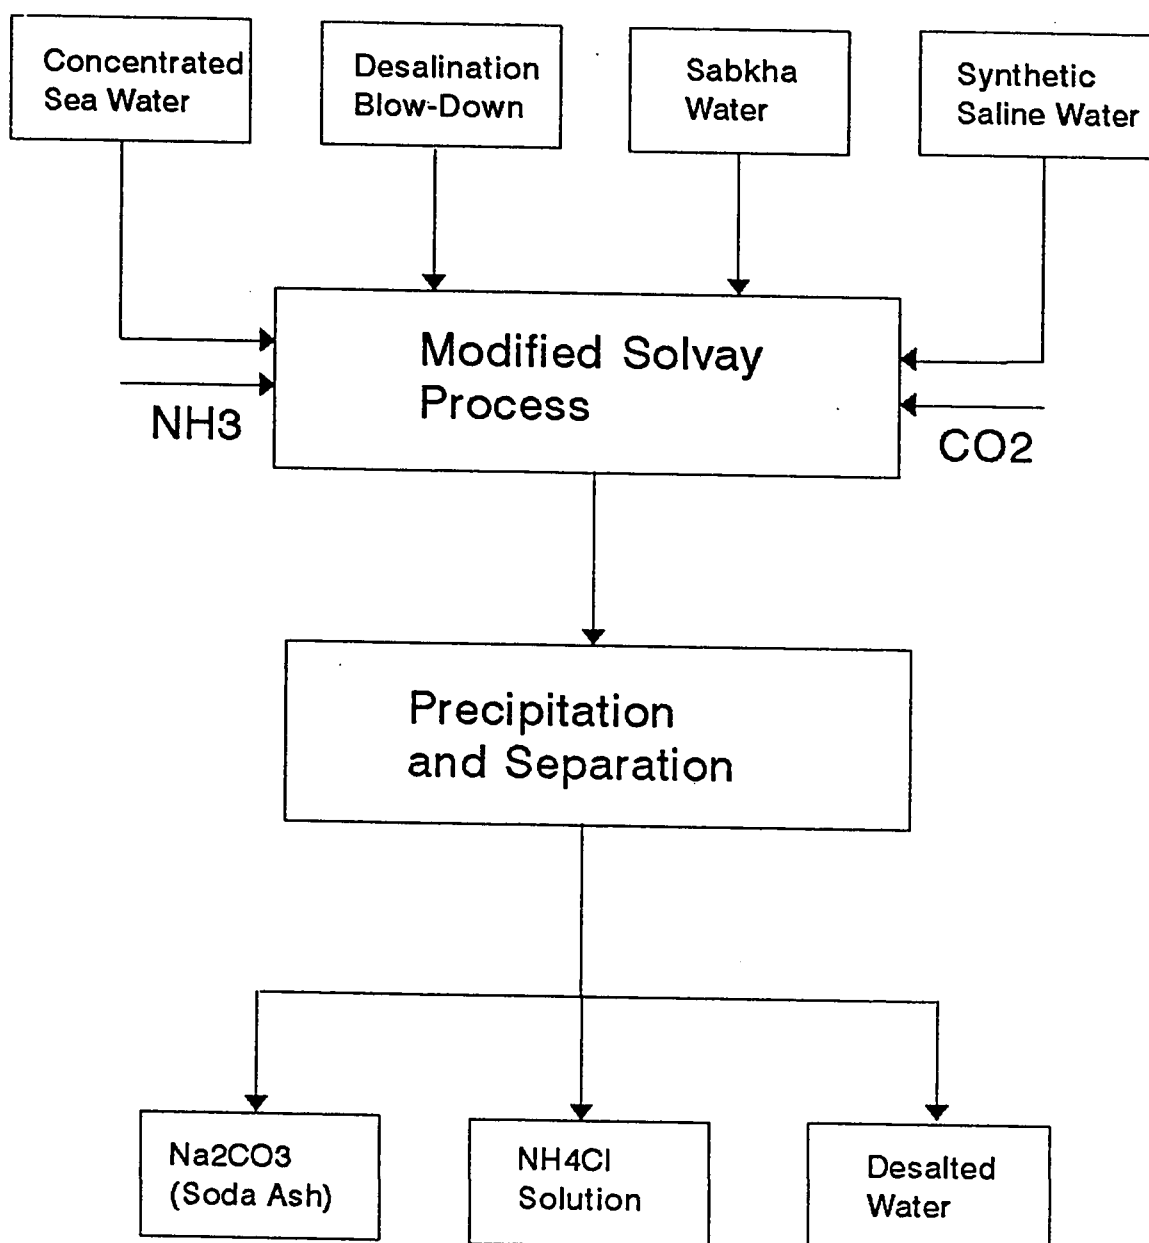 Concentrated
Sea Water
Desalination
Blow-Down
Sabkha
Water
Synthetic
Saline Water
Modified Solvay
Process
NH3
CO2
Precipitation
and Separation
Na2CO3
(Soda Ash)
NH4Cl
Solution
Desalted
Water